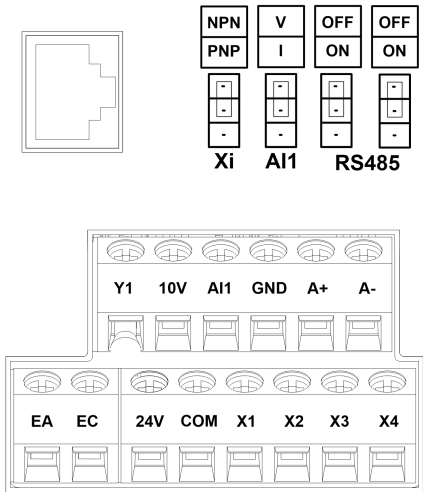 NPN V OFF OFF
PNP I ON ON
Xi AI1 RS485
Y1 10V AI1 GND A+ A-
EA EC 24V COM X1 X2 X3 X4